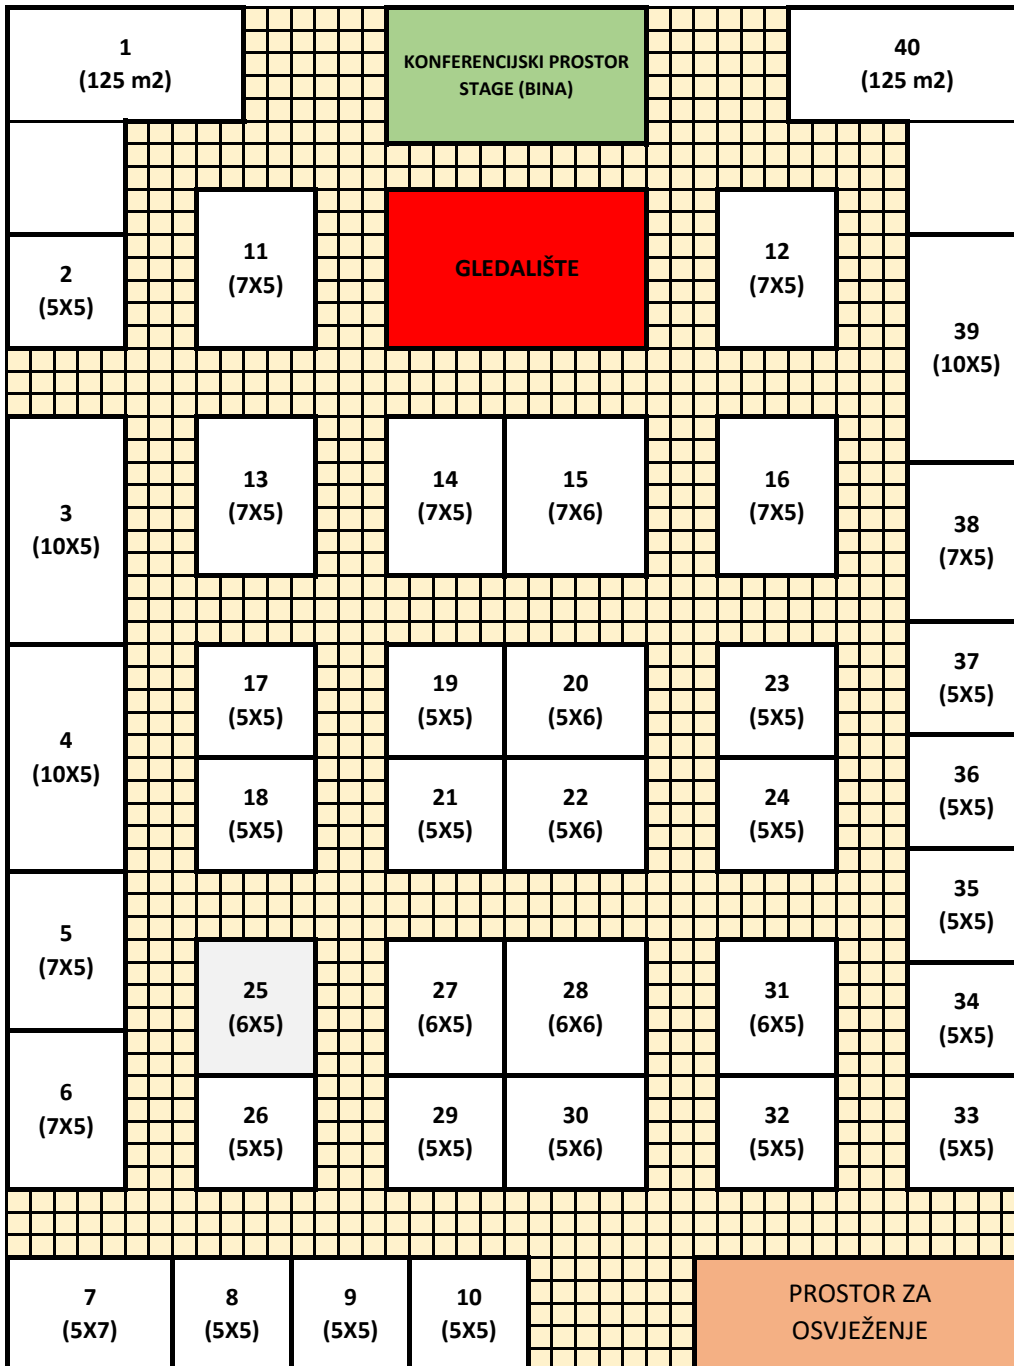 1
(125 m2)
KONFERENCIJSKI PROSTOR
STAGE (BINA)
40
(125 m2)
2
(5X5)
11
(7X5)
GLEDALIŠTE
12
(7X5)
39
(10X5)
3
(10X5)
13
(7X5)
14
(7X5)
15
(7X6)
16
(7X5)
38
(7X5)
4
(10X5)
17
(5X5)
19
(5X5)
20
(5X6)
23
(5X5)
37
(5X5)
18
(5X5)
21
(5X5)
22
(5X6)
24
(5X5)
36
(5X5)
5
(7X5)
35
(5X5)
25
(6X5)
27
(6X5)
28
(6X6)
31
(6X5)
34
(5X5)
6
(7X5)
26
(5X5)
29
(5X5)
30
(5X6)
32
(5X5)
33
(5X5)
7
(5X7)
8
(5X5)
9
(5X5)
10
(5X5)
PROSTOR ZA
OSVJEŽENJE